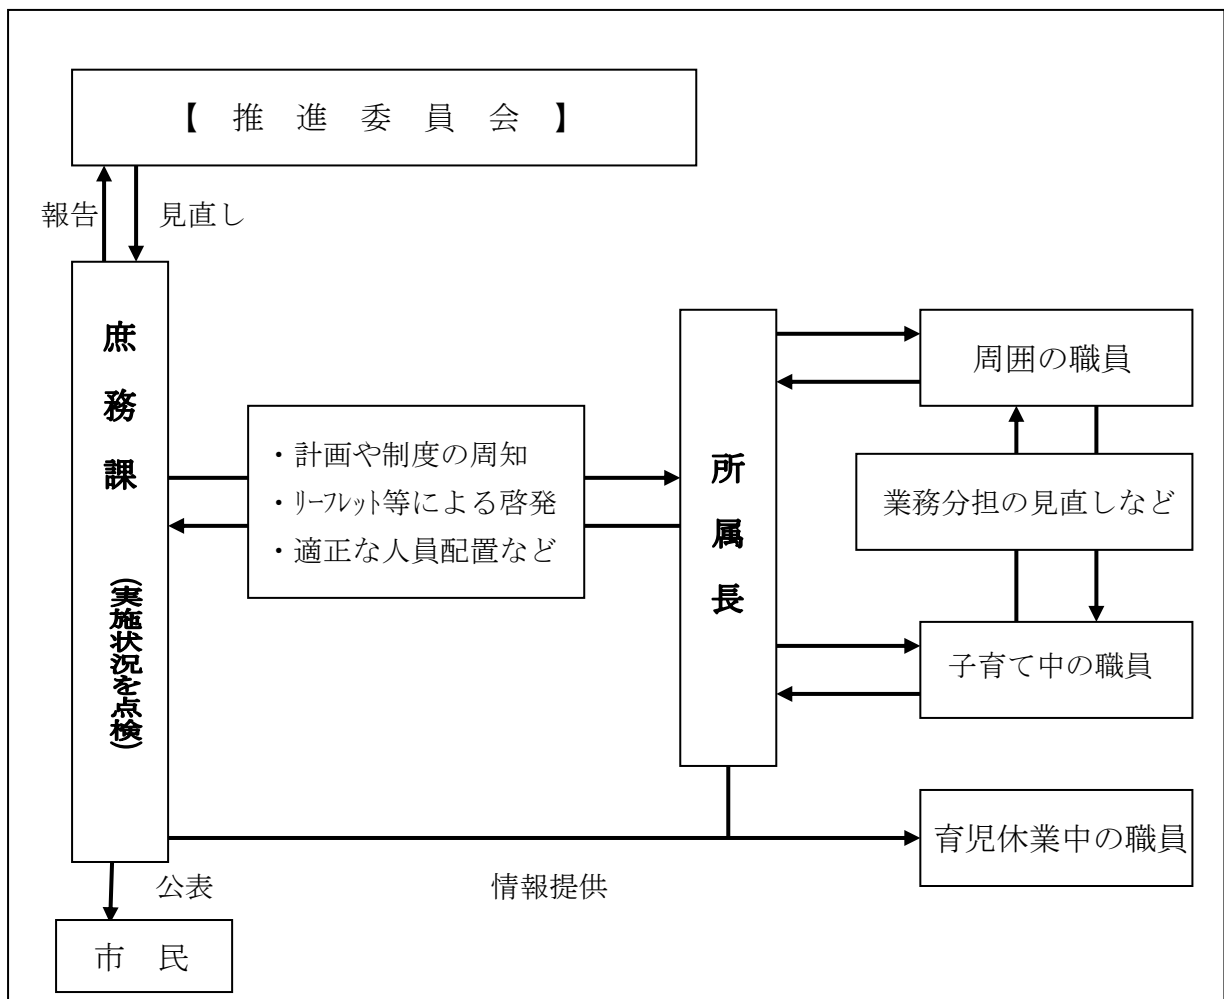 【 推 進 委 員 会 】
報告
見直し
庶務課
(実施状況を点検)
・計画や制度の周知
・ﾘｰﾌﾚｯﾄ等による啓発
・適正な人員配置など
所属長
周囲の職員
業務分担の見直しなど
子育て中の職員
育児休業中の職員
公表
情報提供
市 民